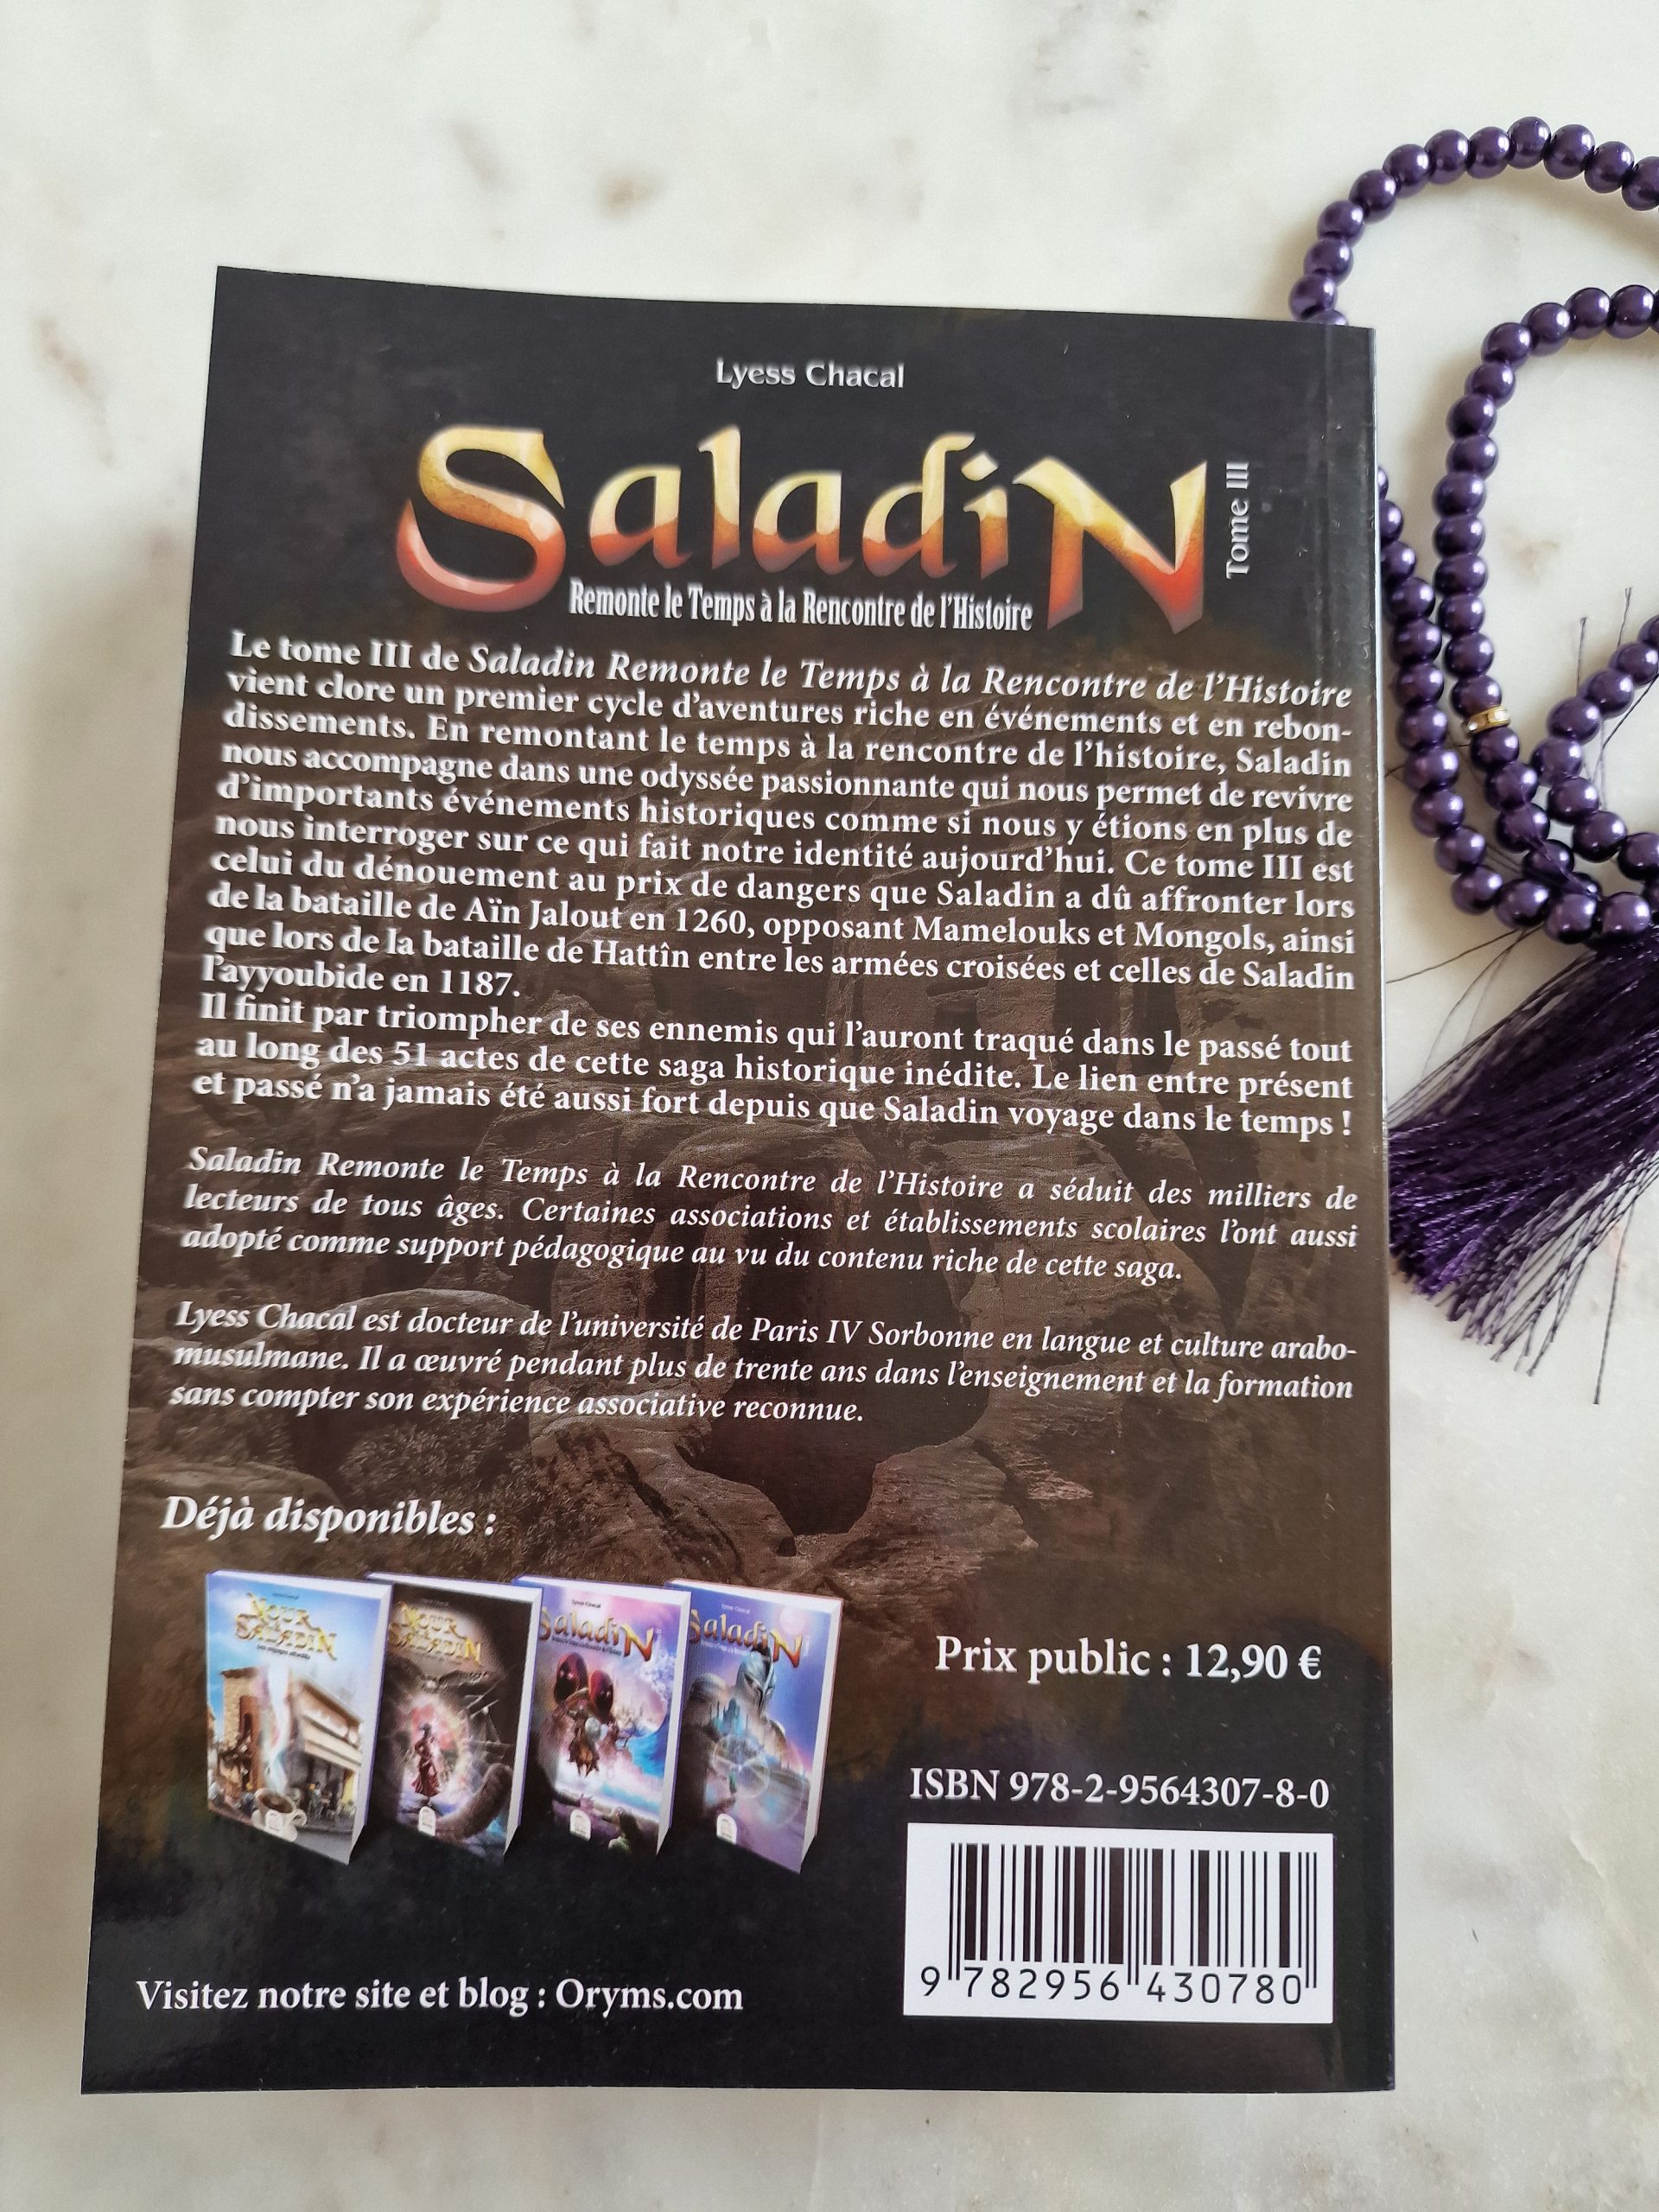 Lyess Chacal
Saladin
Tome III
Remonte le Temps à la Rencontre de l'Histoire
Le tome III de Saladin Remonte le Temps à la Rencontre de l'Histoire
vient clore un premier cycle d'aventures riche en événements et en rebon-
dissements. En remontant le temps à la rencontre de l'histoire, Saladin
nous accompagne dans une odyssée passionnante qui nous permet de revivre
d'importants événements historiques comme si nous y étions en plus de
nous interroger sur ce qui fait notre identité aujourd'hui. Ce tome III est
celui du dénouement au prix de dangers que Saladin a dû affronter lors
de la bataille de Aïn Jalout en 1260, opposant Mamelouks et Mongols, ainsi
que lors de la bataille de Hattîn entre les armées croisées et celles de Saladin
l'ayyoubide en 1187.
Il finit par triompher de ses ennemis qui l'auront traqué dans le passé tout
au long des 51 actes de cette saga historique inédite. Le lien entre présent
et passé n'a jamais été aussi fort depuis que Saladin voyage dans le temps !
Saladin Remonte le Temps à la Rencontre de l'Histoire a séduit des milliers de
lecteurs de tous âges. Certaines associations et établissements scolaires l'ont aussi
adopté comme support pédagogique au vu du contenu riche de cette saga.
Lyess Chacal est docteur de l'université de Paris IV Sorbonne en langue et culture arabo-
musulmane. Il a œuvré pendant plus de trente ans dans l'enseignement et la formation
sans compter son expérience associative reconnue.
Déjà disponibles :
Nour
Saladin
Nour
Saladin
Saladin
Saladin
Prix public : 12,90 €
ISBN 978-2-9564307-8-0
9 782956 430780
Visitez notre site et blog : Oryms.com